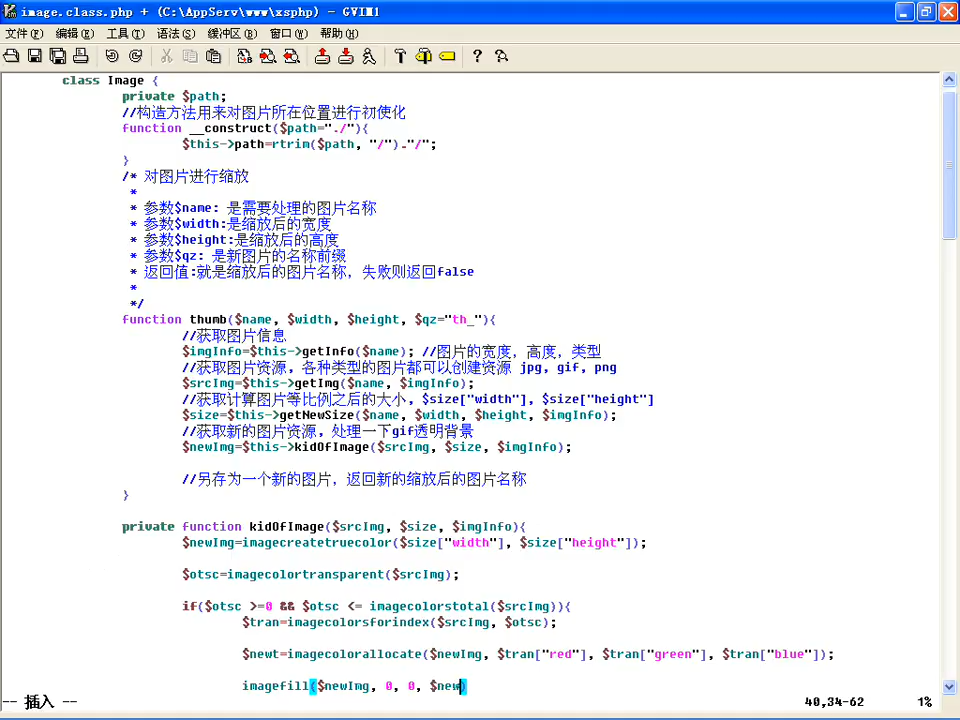 image.class.php + (C:\AppServ\www\xsphp) - GVIM1
文件(F) 编辑(E) 工具(T) 语法(S) 缓冲区(B) 窗口(W) 帮助(H)
class Image {
private $path;
//构造方法用来对图片所在位置进行初使化
function __construct($path="./"){
$this->path=rtrim($path, "/")."/";
}
/* 对图片进行缩放
*
* 参数$name: 是需要处理的图片名称
* 参数$width:是缩放后的宽度
* 参数$height:是缩放后的高度
* 参数$qz: 是新图片的名称前缀
* 返回值:就是缩放后的图片名称, 失败则返回false
*
*/
function thumb($name, $width, $height, $qz="th_"){
//获取图片信息
$imgInfo=$this->getInfo($name); //图片的宽度, 高度, 类型
//获取图片资源, 各种类型的图片都可以创建资源 jpg, gif, png
$srcImg=$this->getImg($name, $imgInfo);
//获取计算图片等比例之后的大小, $size["width"], $size["height"]
$size=$this->getNewSize($name, $width, $height, $imgInfo);
//获取新的图片资源, 处理一下gif透明背景
$newImg=$this->kidOfImage($srcImg, $size, $imgInfo);
//另存为一个新的图片, 返回新的缩放后的图片名称
}
private function kidOfImage($srcImg, $size, $imgInfo){
$newImg=imagecreatetruecolor($size["width"], $size["height"]);
$otsc=imagecolortransparent($srcImg);
if($otsc >=0 && $otsc <= imagecolorstotal($srcImg)){
$tran=imagecolorsforindex($srcImg, $otsc);
$newt=imagecolorallocate($newImg, $tran["red"], $tran["green"], $tran["blue"]);
imagefill($newImg, 0, 0, $new)
-- 插入 -- 40,34-62 1%